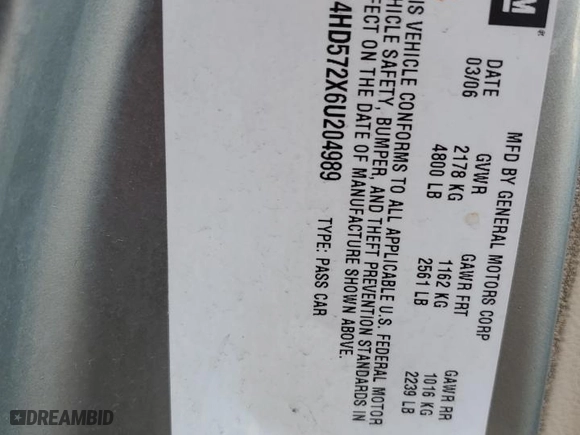 GM ®
MFD BY GENERAL MOTORS CORP
DATE GVWR GAWR FRT GAWR RR
03/06 2178 KG 1162 KG 1016 KG
4800 LB 2561 LB 2239 LB
IS VEHICLE CONFORMS TO ALL APPLICABLE U.S. FEDERAL MOTOR
HICLE SAFETY, BUMPER, AND THEFT PREVENTION STANDARDS IN
FECT ON THE DATE OF MANUFACTURE SHOWN ABOVE.
4HD572X6U204989 TYPE: PASS CAR
DREAMBID